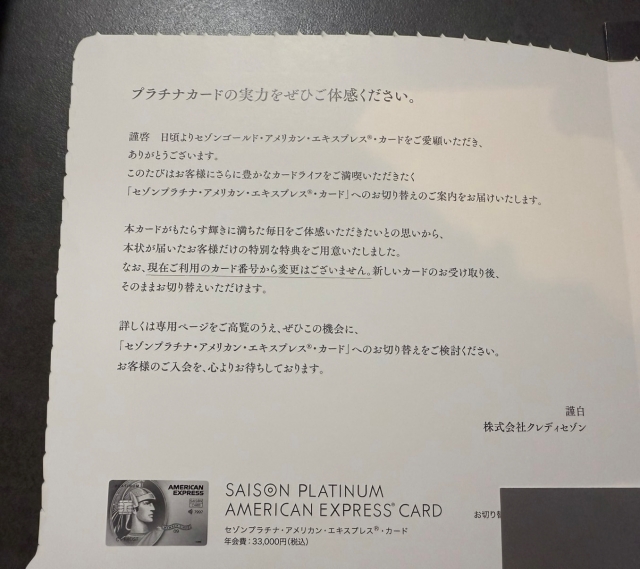 プラチナカードの実力をぜひご体感ください。
謹啓　日頃よりセゾンゴールド・アメリカン・エキスプレス®・カードをご愛顧いただき、
ありがとうございます。
このたびはお客様にさらに豊かなカードライフをご満喫いただきたく
「セゾンプラチナ・アメリカン・エキスプレス®・カード」へのお切り替えのご案内をお届けいたします。
本カードがもたらす輝きに満ちた毎日をご体感いただきたいとの思いから、
本状が届いたお客様だけの特別な特典をご用意いたしました。
なお、現在ご利用のカード番号から変更はございません。新しいカードのお受け取り後、
そのままお切り替えいただけます。
詳しくは専用ページをご高覧のうえ、ぜひこの機会に、
「セゾンプラチナ・アメリカン・エキスプレス®・カード」へのお切り替えをご検討ください。
お客様のご入会を、心よりお待ちしております。
謹白
株式会社クレディセゾン
AMERICAN
EXPRESS
SAISON PLATINUM
AMERICAN EXPRESS® CARD
セゾンプラチナ・アメリカン・エキスプレス®・カード
年会費：33,000円（税込）
お切り